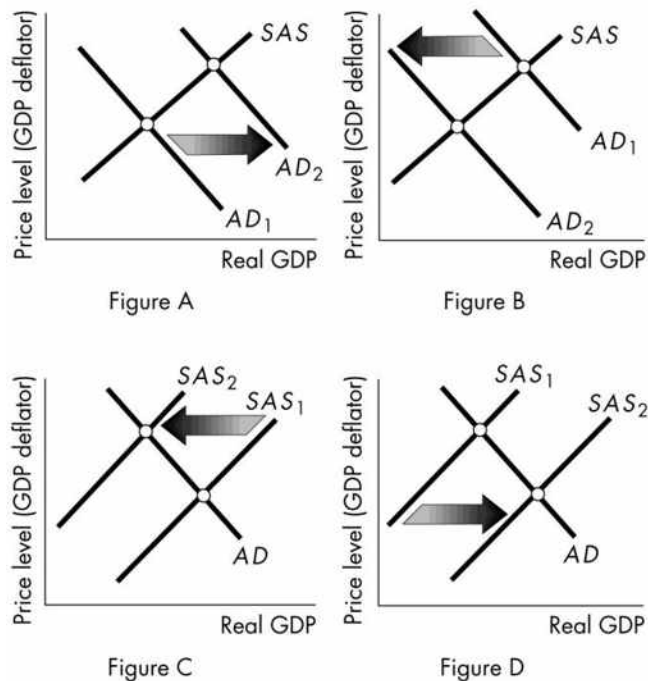 Price level (GDP deflator)
SAS
AD₂
AD₁
Real GDP
Figure A
Price level (GDP deflator)
SAS
AD₁
AD₂
Real GDP
Figure B
Price level (GDP deflator)
SAS₂
SAS₁
AD
Real GDP
Figure C
Price level (GDP deflator)
SAS₁
SAS₂
AD
Real GDP
Figure D